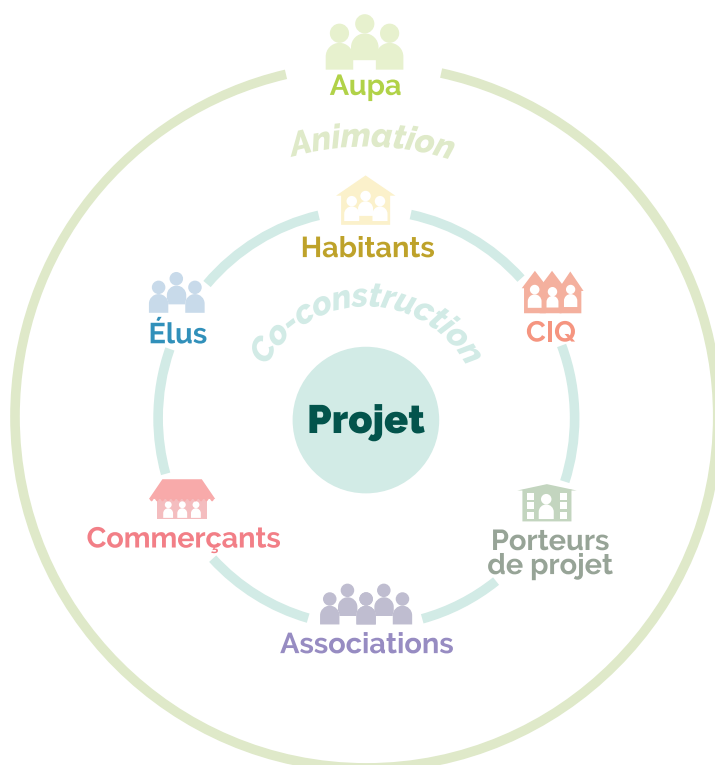 Aupa
Animation
Habitants
Élus
Co-construction
CIQ
Projet
Commerçants
Porteurs
de projet
Associations